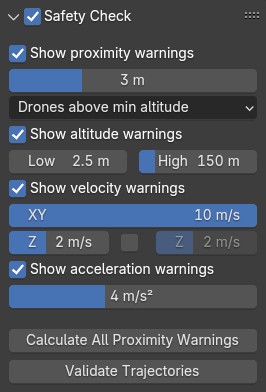 Safety Check
Show proximity warnings
3 m
Drones above min altitude
Show altitude warnings
Low 2.5 m High 150 m
Show velocity warnings
XY 10 m/s
Z 2 m/s Z 2 m/s
Show acceleration warnings
4 m/s²
Calculate All Proximity Warnings
Validate Trajectories